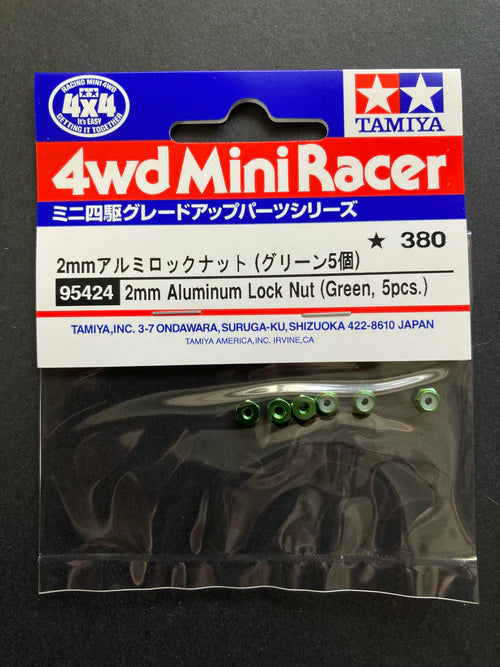 RACING MINI 4WD
4x4
It's EASY
GETTING IT TOGETHER
TAMIYA
4wd Mini Racer
ミニ四駆グレードアップパーツシリーズ
★ 380
2mmアルミロックナット (グリーン5個)
95424 2mm Aluminum Lock Nut (Green, 5pcs.)
TAMIYA,INC. 3-7 ONDAWARA,SURUGA-KU,SHIZUOKA 422-8610 JAPAN
TAMIYA AMERICA,INC. IRVINE,CA